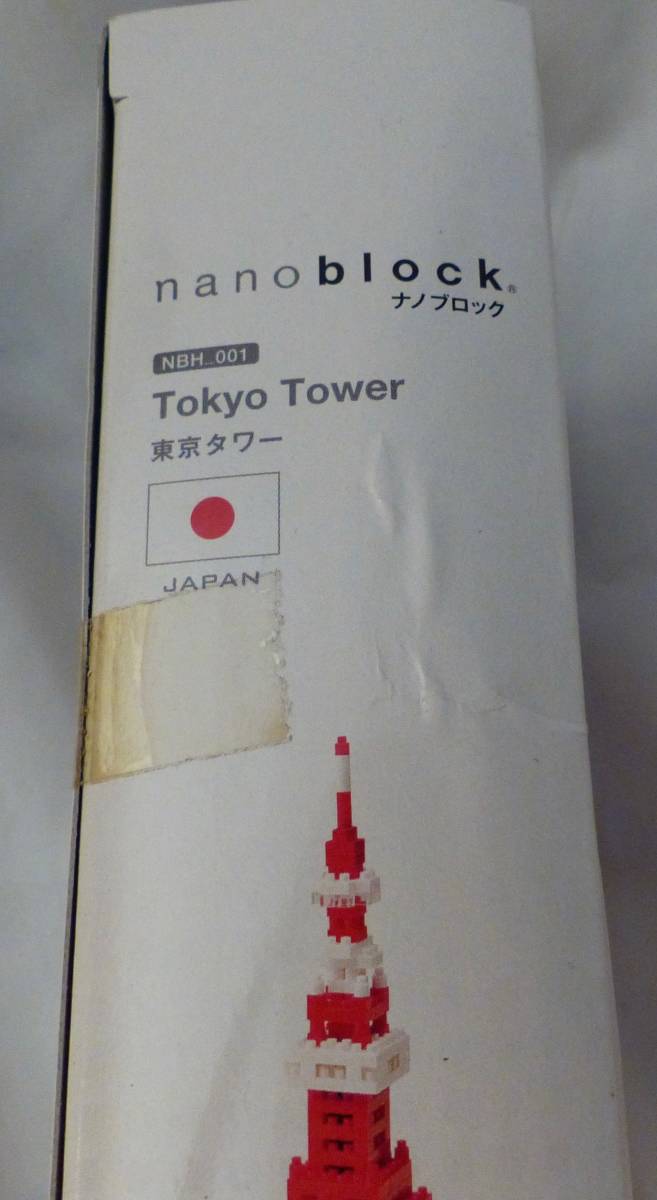 nanoblock®
ナノブロック
NBH_001
Tokyo Tower
東京タワー
JAPAN